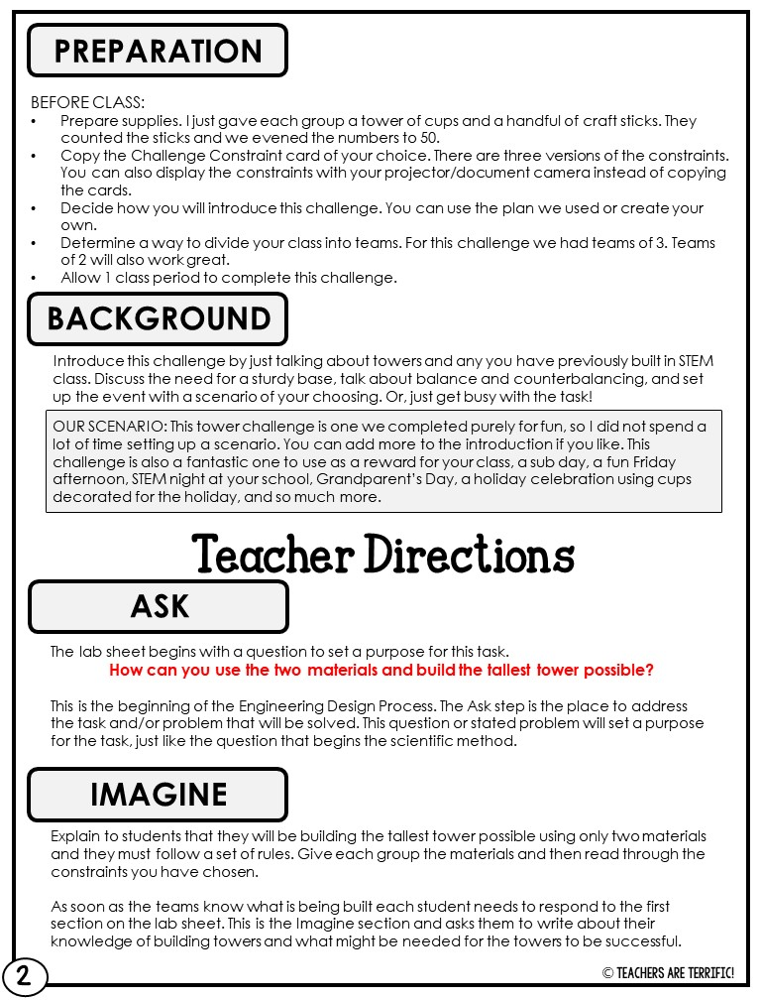 PREPARATION
BEFORE CLASS:
• Prepare supplies. I just gave each group a tower of cups and a handful of craft sticks. They
counted the sticks and we evened the numbers to 50.
• Copy the Challenge Constraint card of your choice. There are three versions of the constraints.
You can also display the constraints with your projector/document camera instead of copying
the cards.
• Decide how you will introduce this challenge. You can use the plan we used or create your
own.
• Determine a way to divide your class into teams. For this challenge we had teams of 3. Teams
of 2 will also work great.
• Allow 1 class period to complete this challenge.
BACKGROUND
Introduce this challenge by just talking about towers and any you have previously built in STEM
class. Discuss the need for a sturdy base, talk about balance and counterbalancing, and set
up the event with a scenario of your choosing. Or, just get busy with the task!
OUR SCENARIO: This tower challenge is one we completed purely for fun, so I did not spend a
lot of time setting up a scenario. You can add more to the introduction if you like. This
challenge is also a fantastic one to use as a reward for your class, a sub day, a fun Friday
afternoon, STEM night at your school, Grandparent's Day, a holiday celebration using cups
decorated for the holiday, and so much more.
Teacher Directions
ASK
The lab sheet begins with a question to set a purpose for this task.
How can you use the two materials and build the tallest tower possible?
This is the beginning of the Engineering Design Process. The Ask step is the place to address
the task and/or problem that will be solved. This question or stated problem will set a purpose
for the task, just like the question that begins the scientific method.
IMAGINE
Explain to students that they will be building the tallest tower possible using only two materials
and they must follow a set of rules. Give each group the materials and then read through the
constraints you have chosen.
As soon as the teams know what is being built each student needs to respond to the first
section on the lab sheet. This is the Imagine section and asks them to write about their
knowledge of building towers and what might be needed for the towers to be successful.
2
© TEACHERS ARE TERRIFIC!